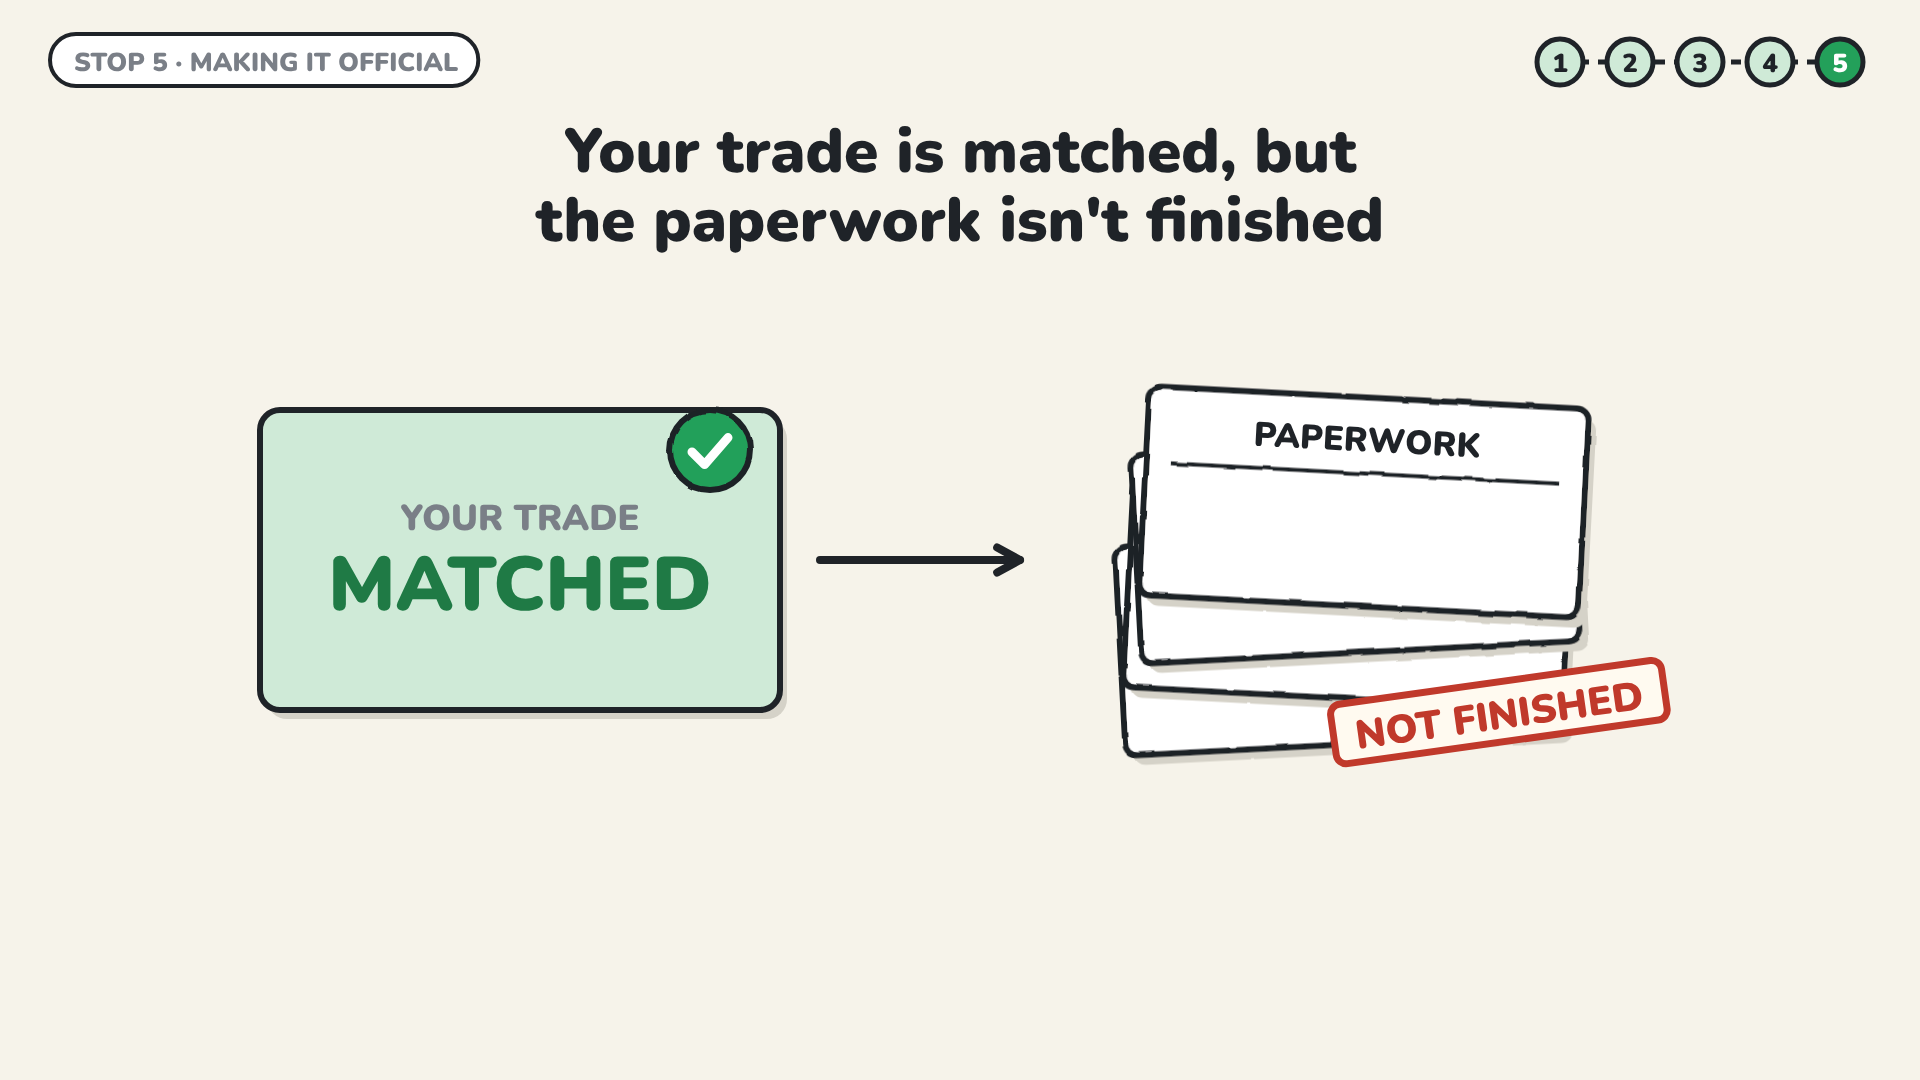 STOP 5 · MAKING IT OFFICIAL
1 2 3 4 5
Your trade is matched, but
the paperwork isn't finished
YOUR TRADE
MATCHED
PAPERWORK
NOT FINISHED